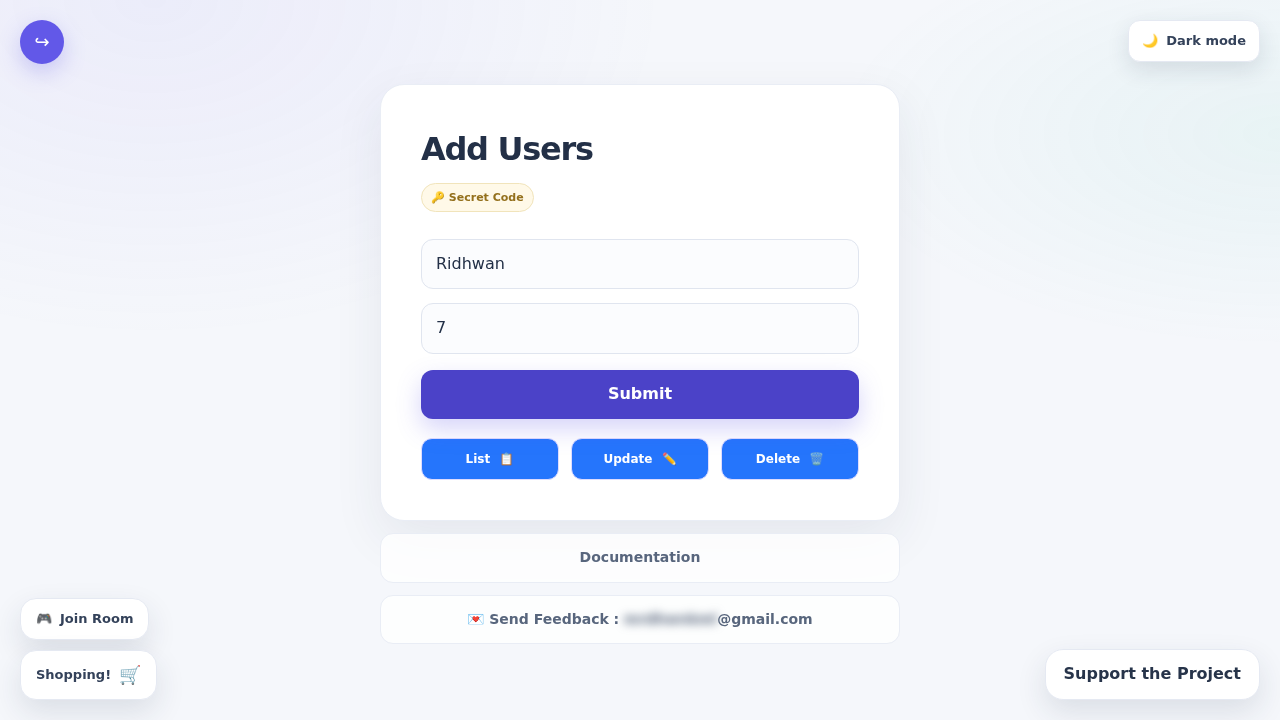 ↪
🌙 Dark mode
Add Users
🔑 Secret Code
Ridhwan
7
Submit
List 📋
Update ✏️
Delete 🗑️
Documentation
💌 Send Feedback : @gmail.com
🎮 Join Room
Shopping! 🛒
Support the Project